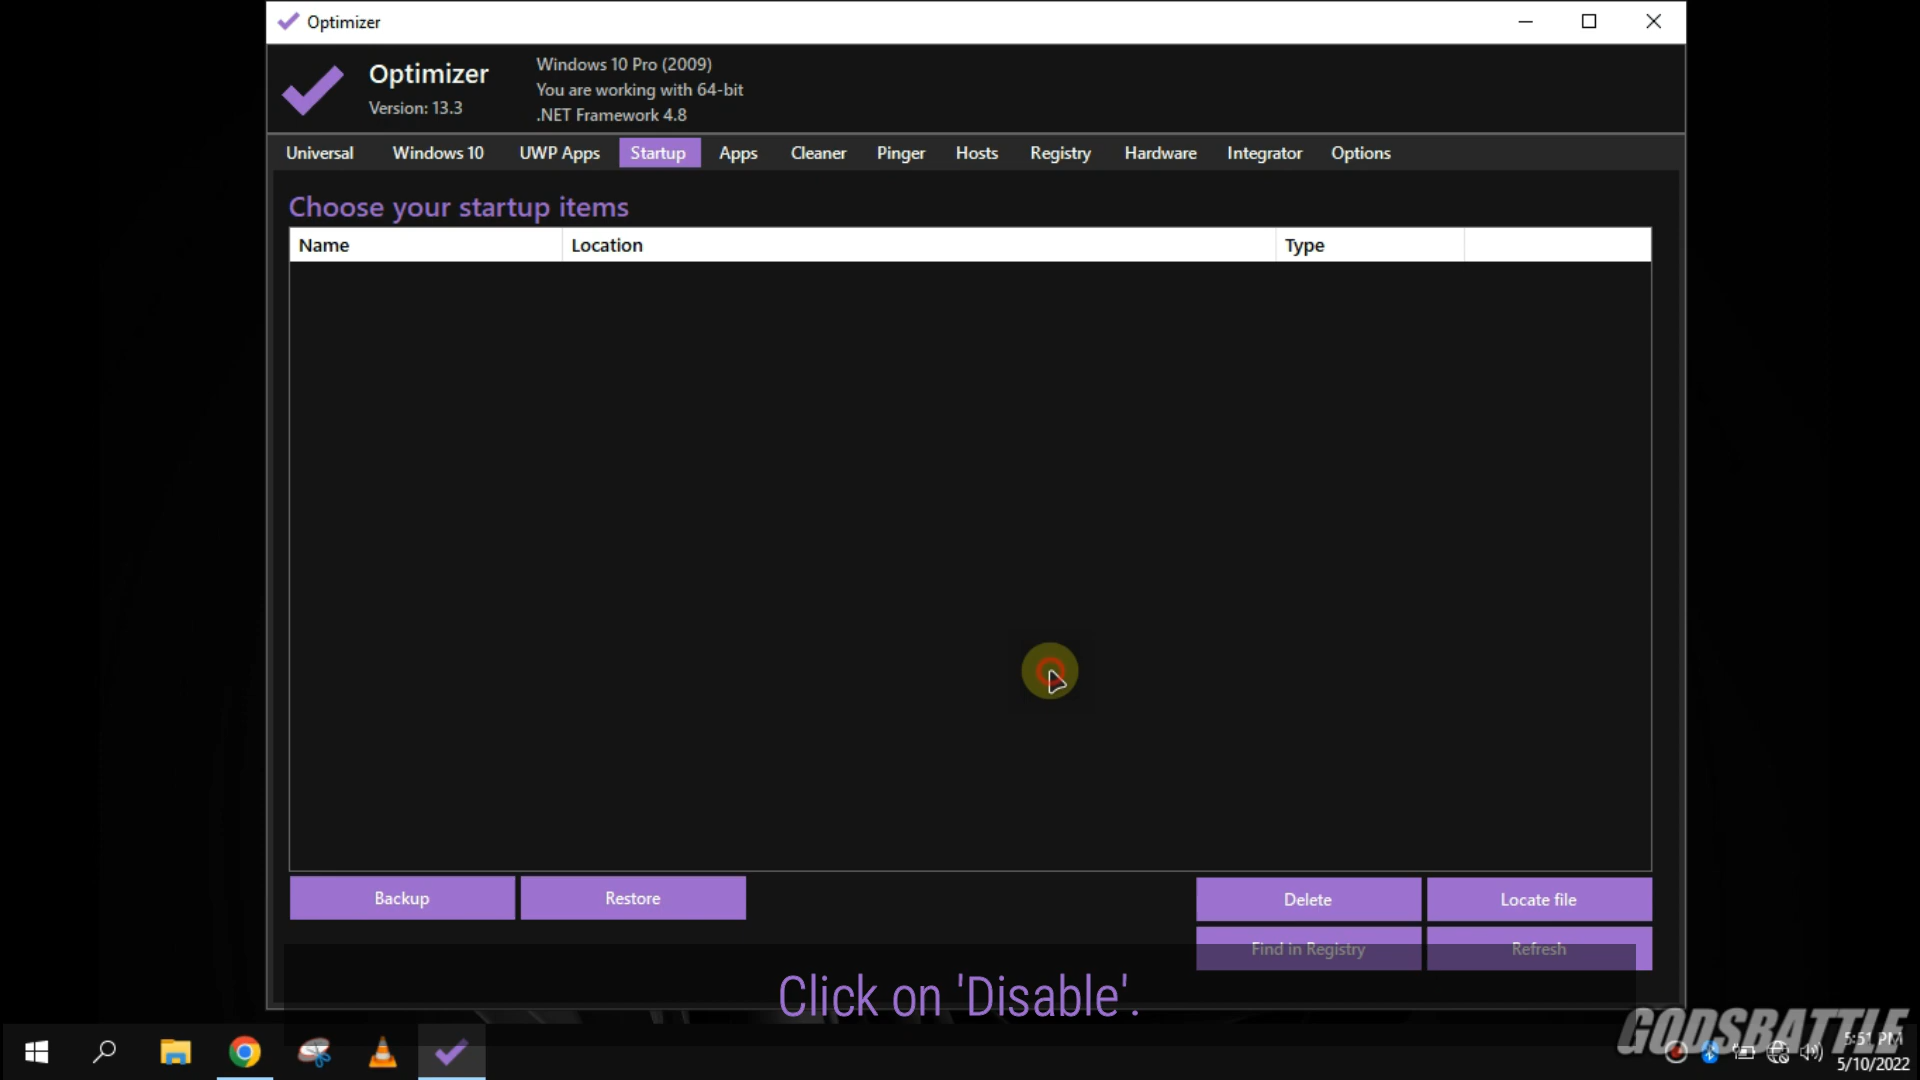 Optimizer
Optimizer
Version: 13.3
Windows 10 Pro (2009)
You are working with 64-bit
.NET Framework 4.8
Universal Windows 10 UWP Apps Startup Apps Cleaner Pinger Hosts Registry Hardware Integrator Options
Choose your startup items
Name Location Type
Backup Restore Delete Locate file
Find in Registry Refresh
Click on 'Disable'.
GODSBATTLE
5:51 PM
5/10/2022